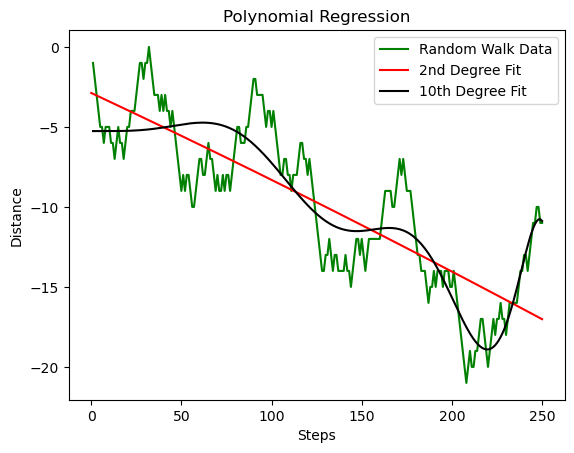 Polynomial Regression
Random Walk Data
2nd Degree Fit
10th Degree Fit
0
−5
−10
−15
−20
Distance
0 50 100 150 200 250
Steps